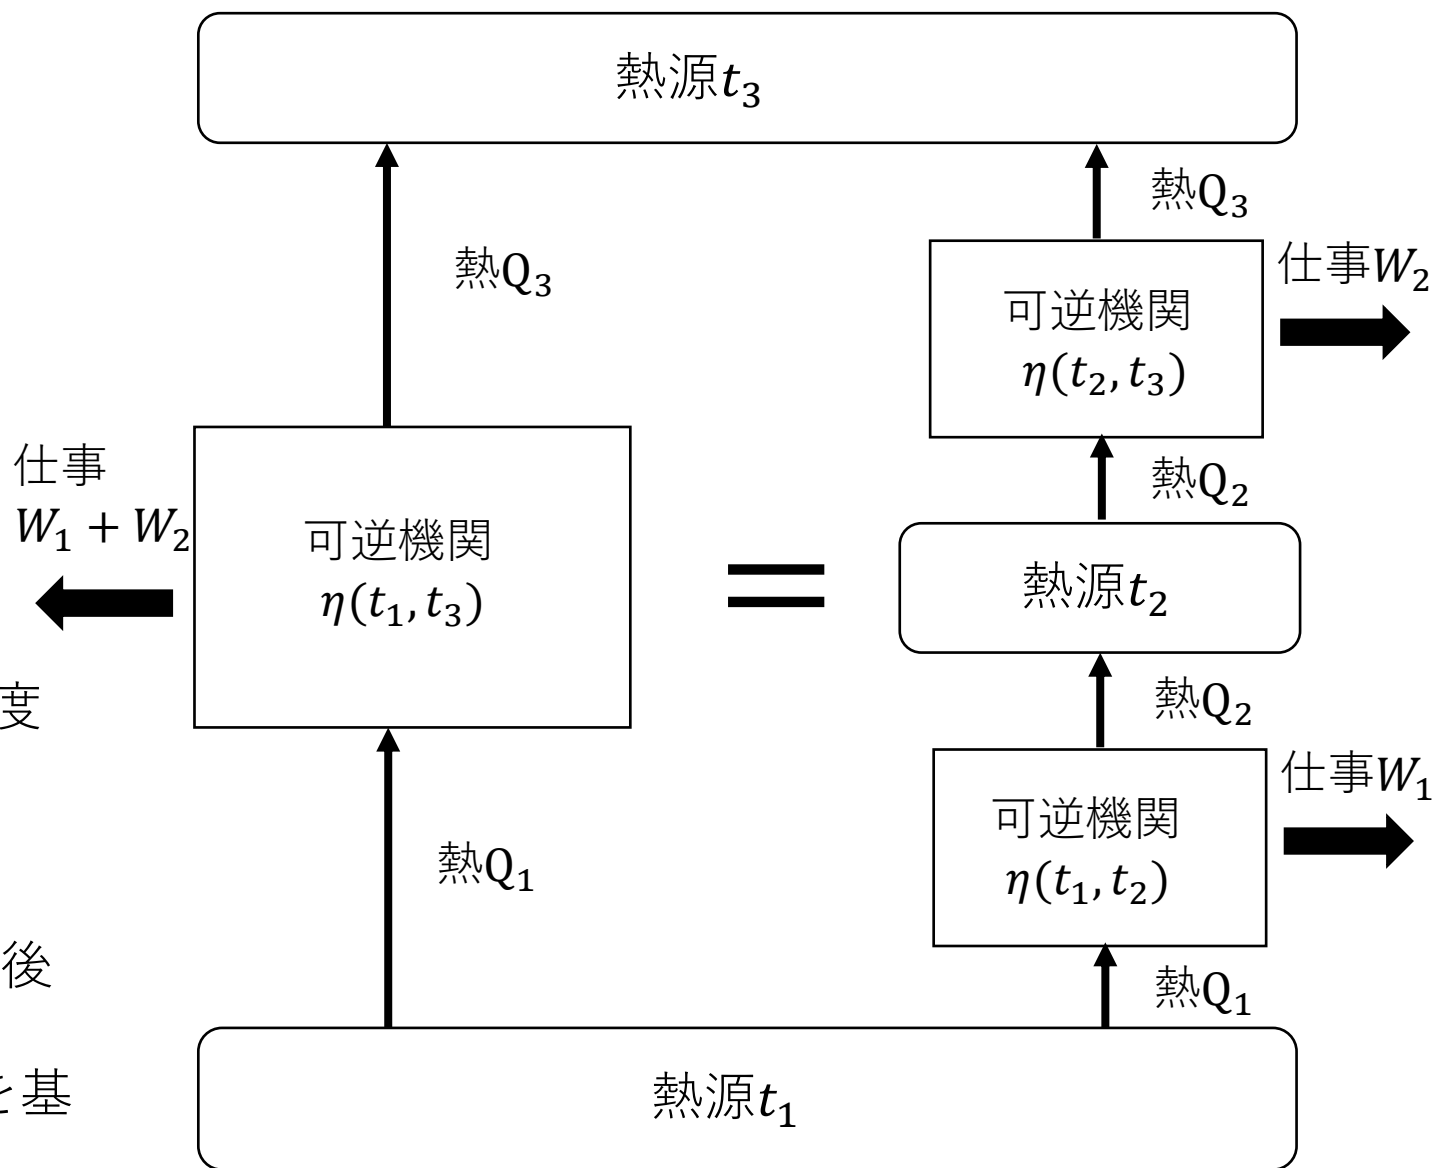 熱源t₃
熱Q₃
熱Q₃
可逆機関
η(t₂, t₃)
仕事W₂
熱Q₂
仕事
W₁ + W₂
可逆機関
η(t₁, t₃)
=
熱源t₂
熱Q₂
度
可逆機関
η(t₁, t₂)
仕事W₁
熱Q₁
熱Q₁
後
を基
熱源t₁